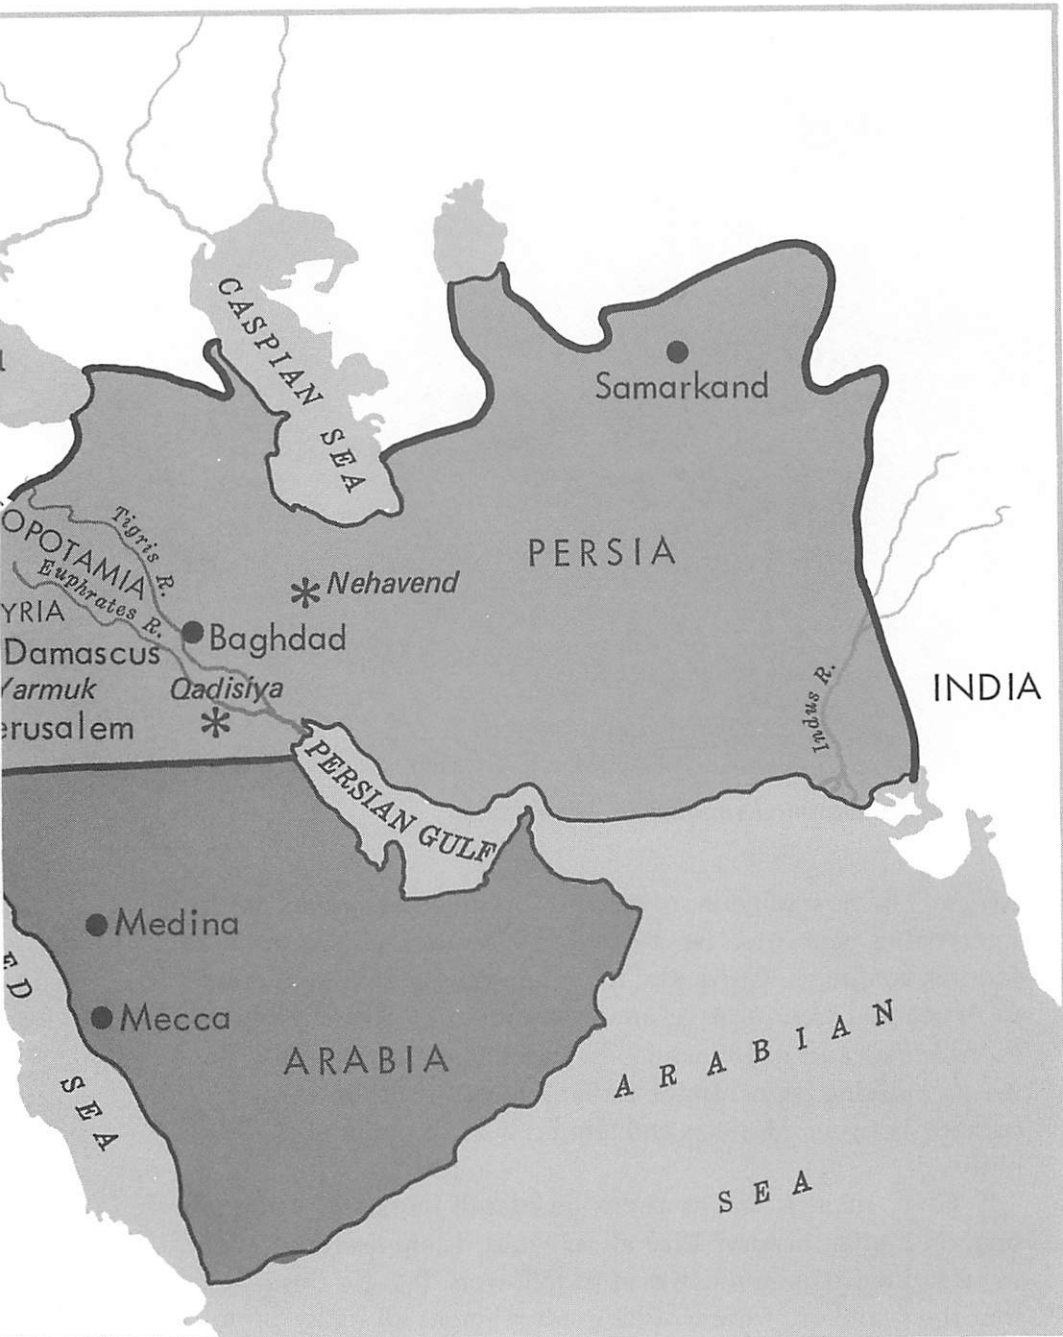 CASPIAN SEA
Samarkand
PERSIA
Tigris R.
OPOTAMIA
Euphrates R.
Nehavend
YRIA
Baghdad
Damascus
Yarmuk
Qadisiya
erusalem
Indus R.
INDIA
PERSIAN GULF
Medina
ED
SEA
Mecca
ARABIA
ARABIAN
SEA